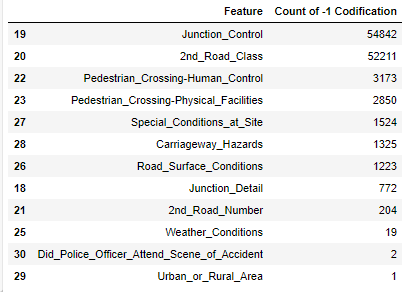 Feature Count of -1 Codification
19 Junction_Control 54842
20 2nd_Road_Class 52211
22 Pedestrian_Crossing-Human_Control 3173
23 Pedestrian_Crossing-Physical_Facilities 2850
27 Special_Conditions_at_Site 1524
28 Carriageway_Hazards 1325
26 Road_Surface_Conditions 1223
18 Junction_Detail 772
21 2nd_Road_Number 204
25 Weather_Conditions 19
30 Did_Police_Officer_Attend_Scene_of_Accident 2
29 Urban_or_Rural_Area 1